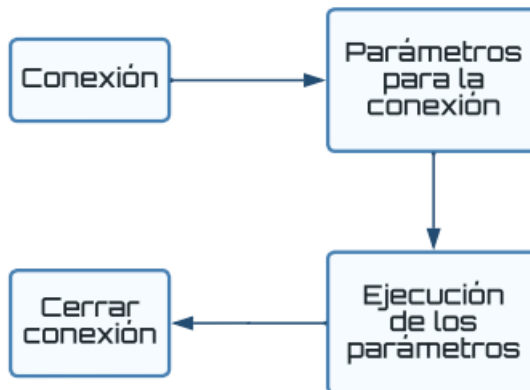 Conexión
Parámetros
para la
conexión
Ejecución
de los
parámetros
Cerrar
conexión